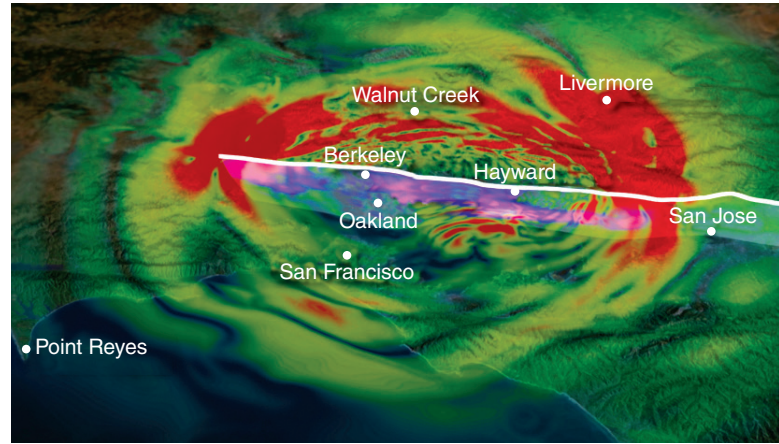 Livermore
Walnut Creek
Berkeley
Hayward
Oakland
San Jose
San Francisco
Point Reyes